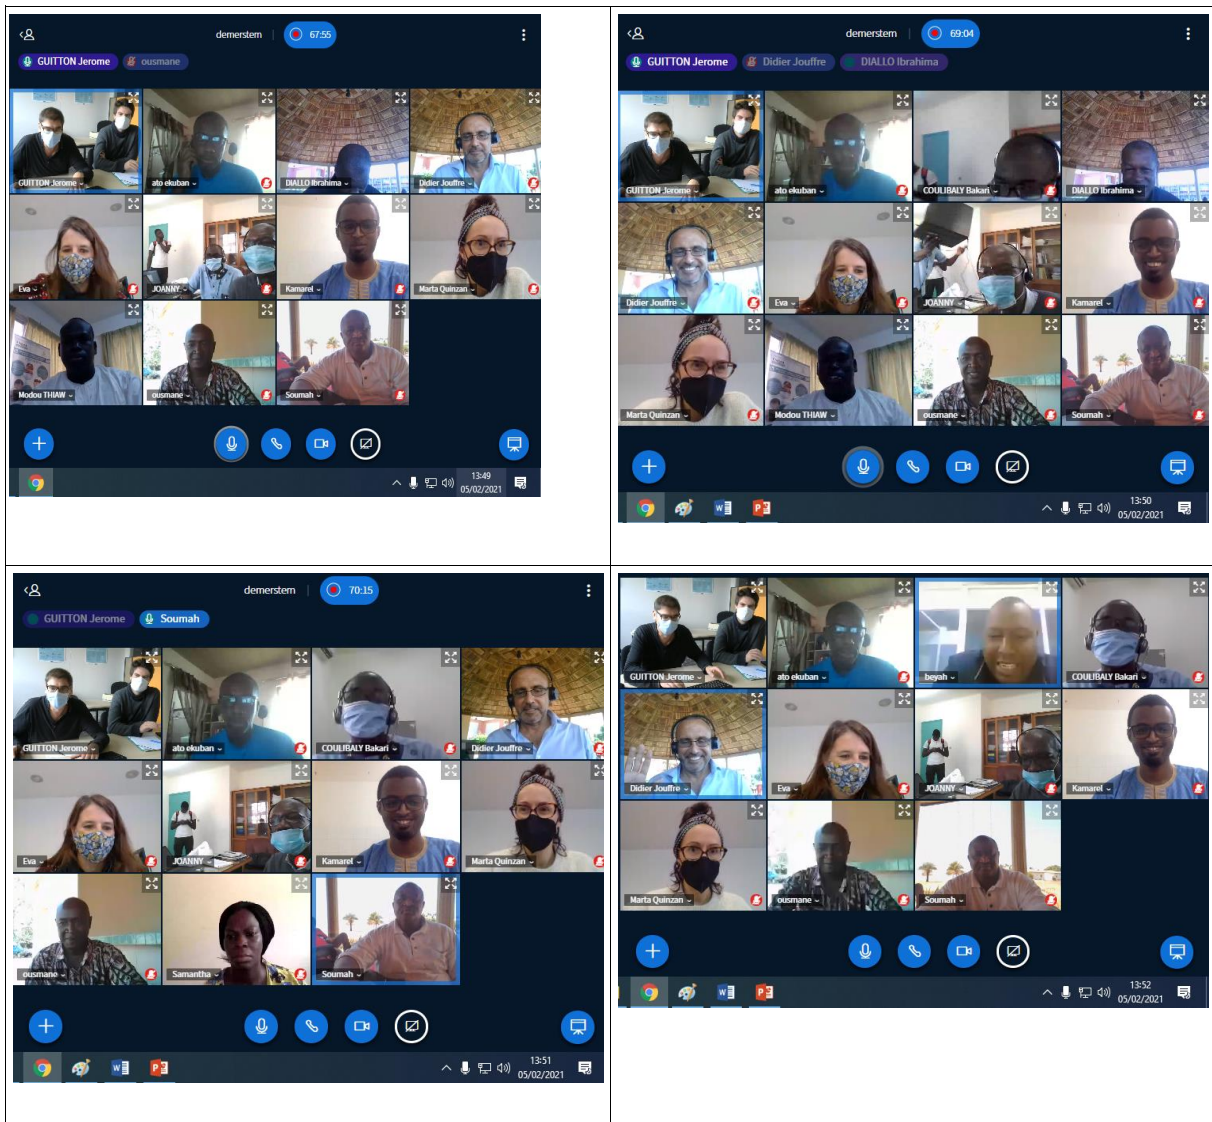 demerstem 67:55
GUITTON Jerome ousmane
GUITTON Jerome ato ekuban DIALLO Ibrahima Didier Jouffre
Eva JOANNY Kamarel Marta Quinzan
Modou THIAW ousmane Soumah
13:49
05/02/2021
demerstem 69:04
GUITTON Jerome Didier Jouffre DIALLO Ibrahima
GUITTON Jerome ato ekuban COULIBALY Bakari DIALLO Ibrahima
Didier Jouffre Eva JOANNY Kamarel
Marta Quinzan Modou THIAW ousmane Soumah
13:50
05/02/2021
demerstem 70:15
GUITTON Jerome Soumah
GUITTON Jerome ato ekuban COULIBALY Bakari Didier Jouffre
Eva JOANNY Kamarel Marta Quinzan
ousmane Samantha Soumah
13:51
05/02/2021
GUITTON Jerome ato ekuban beyah COULIBALY Bakari
Didier Jouffre Eva JOANNY Kamarel
Marta Quinzan ousmane Soumah
13:52
05/02/2021